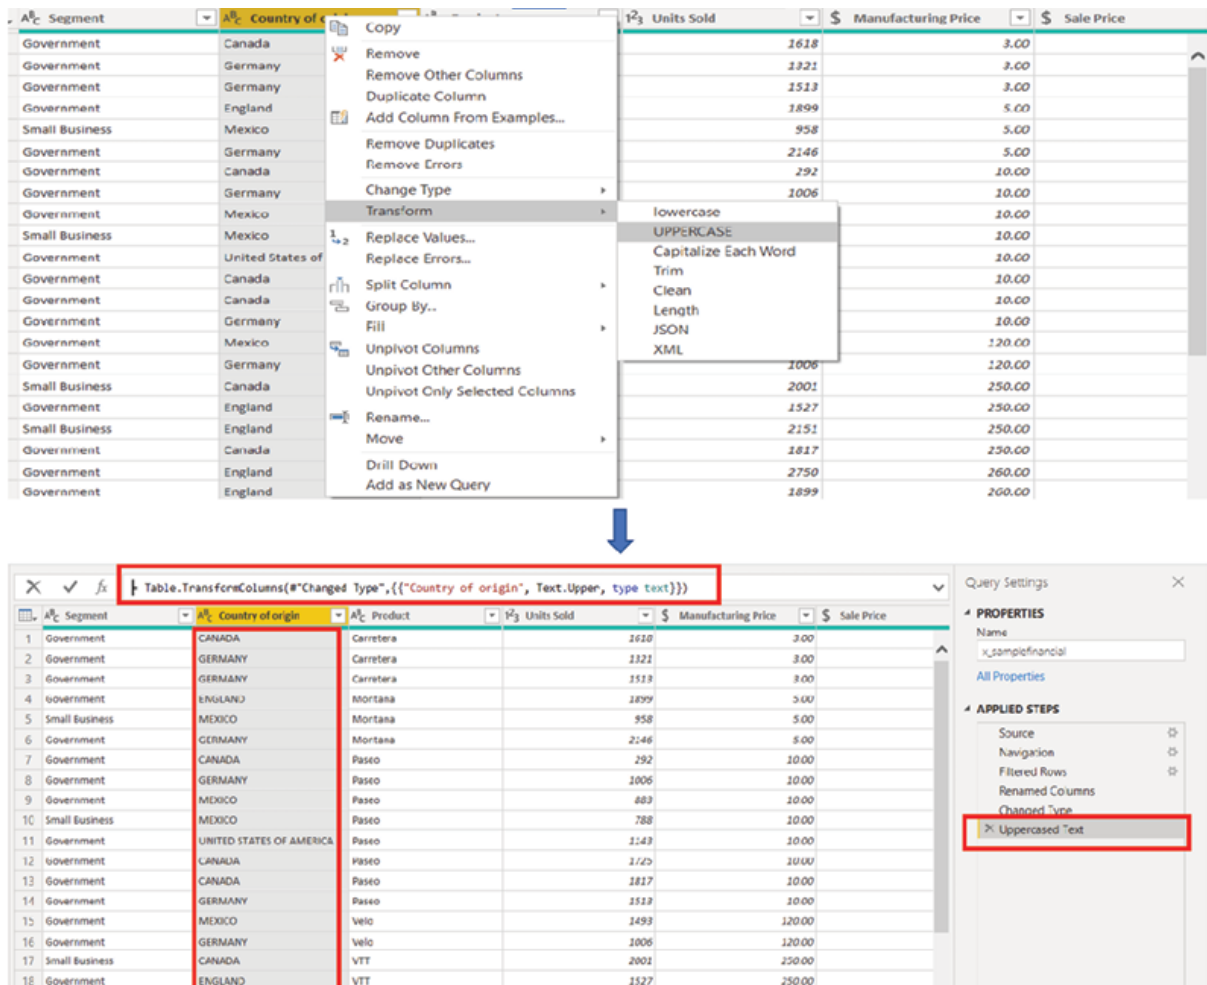 Segment Country of Units Sold Manufacturing Price Sale Price
Government Canada 1618 3.00
Government Germany 1321 3.00
Government Germany 1513 3.00
Government England 1899 5.00
Small Business Mexico 958 5.00
Government Germany 2146 5.00
Government Canada 292 10.00
Government Germany 1006 10.00
Government Mexico 10.00
Small Business Mexico 10.00
Government United States of 10.00
Government Canada 10.00
Government Canada 10.00
Government Germany 10.00
Government Mexico 120.00
Government Germany 1006 120.00
Small Business Canada 2001 250.00
Government England 1527 250.00
Small Business England 2151 250.00
Government Canada 1817 250.00
Government England 2750 260.00
Government England 1899 260.00
Copy
Remove
Remove Other Columns
Duplicate Column
Add Column From Examples...
Remove Duplicates
Remove Errors
Change Type
Transform
Replace Values...
Replace Errors...
Split Column
Group By...
Fill
Unpivot Columns
Unpivot Other Columns
Unpivot Only Selected Columns
Rename...
Move
Drill Down
Add as New Query
lowercase
UPPERCASE
Capitalize Each Word
Trim
Clean
Length
JSON
XML
fx Table.TransformColumns(#"Changed Type",{{"Country of origin", Text.Upper, type text}})
Segment Country of origin Product Units Sold Manufacturing Price Sale Price
1 Government CANADA Carretera 1618 3.00
2 Government GERMANY Carretera 1321 3.00
3 Government GERMANY Carretera 1513 3.00
4 Government ENGLAND Montana 1899 5.00
5 Small Business MEXICO Montana 958 5.00
6 Government GERMANY Montana 2146 5.00
7 Government CANADA Paseo 292 10.00
8 Government GERMANY Paseo 1006 10.00
9 Government MEXICO Paseo 883 10.00
10 Small Business MEXICO Paseo 788 10.00
11 Government UNITED STATES OF AMERICA Paseo 1143 10.00
12 Government CANADA Paseo 1725 10.00
13 Government CANADA Paseo 1817 10.00
14 Government GERMANY Paseo 1513 10.00
15 Government MEXICO Velo 1493 120.00
16 Government GERMANY Velo 1006 120.00
17 Small Business CANADA VTT 2001 250.00
18 Government ENGLAND VTT 1527 250.00
Query Settings
PROPERTIES
Name
x_samplefinancial
All Properties
APPLIED STEPS
Source
Navigation
Filtered Rows
Renamed Columns
Changed Type
Uppercased Text